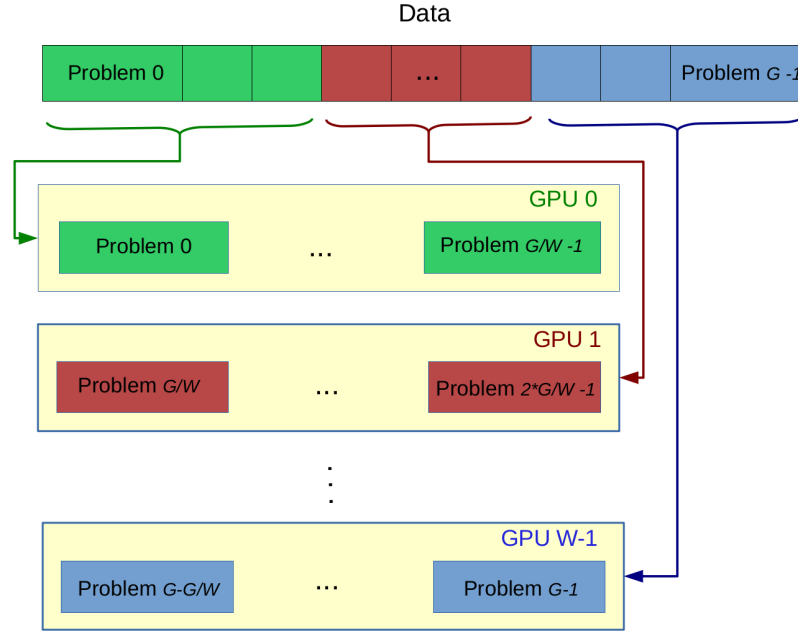 Data
Problem 0 ... Problem G -1
GPU 0
Problem 0 ... Problem G/W -1
GPU 1
Problem G/W ... Problem 2*G/W -1
...
GPU W-1
Problem G-G/W ... Problem G-1